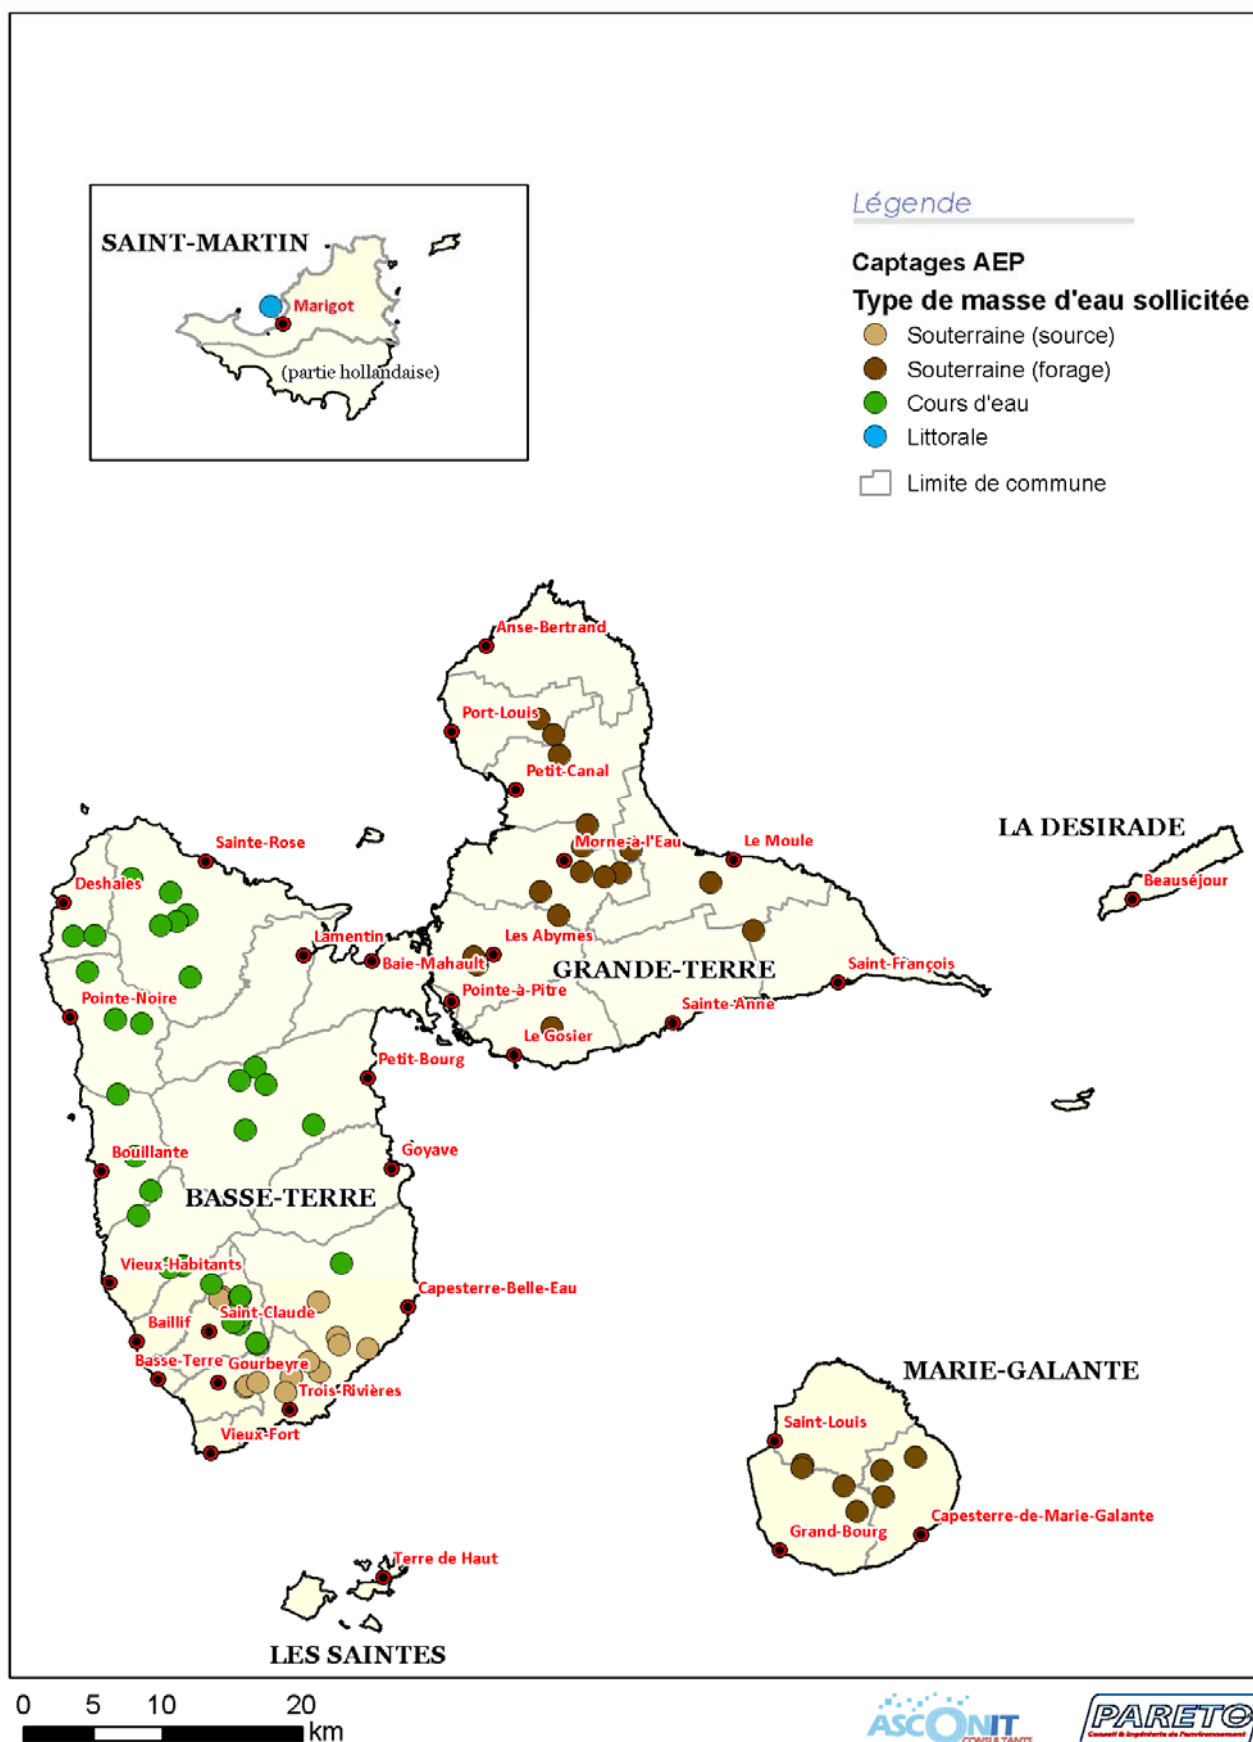 SAINT-MARTIN
Marigot
(partie hollandaise)
Légende
Captages AEP
Type de masse d'eau sollicitée
Souterraine (source)
Souterraine (forage)
Cours d'eau
Littorale
Limite de commune
Anse-Bertrand
Port-Louis
Petit-Canal
Morne-à-l'Eau
Le Moule
LA DESIRADE
Beauséjour
Sainte-Rose
Deshaies
Lamentin
Baie-Mahault
Les Abymes
GRANDE-TERRE
Saint-François
Pointe-Noire
Pointe-à-Pitre
Sainte-Anne
Le Gosier
Petit-Bourg
Bouillante
Goyave
BASSE-TERRE
Vieux-Habitants
Capesterre-Belle-Eau
Saint-Claude
Baillif
Basse-Terre
Gourbeyre
Trois-Rivières
Vieux-Fort
MARIE-GALANTE
Saint-Louis
Grand-Bourg
Capesterre-de-Marie-Galante
Terre de Haut
LES SAINTES
0 5 10 20
km
ASCONIT
CONSULTANTS
PARETO
Conseil & Ingénierie de l'environnement